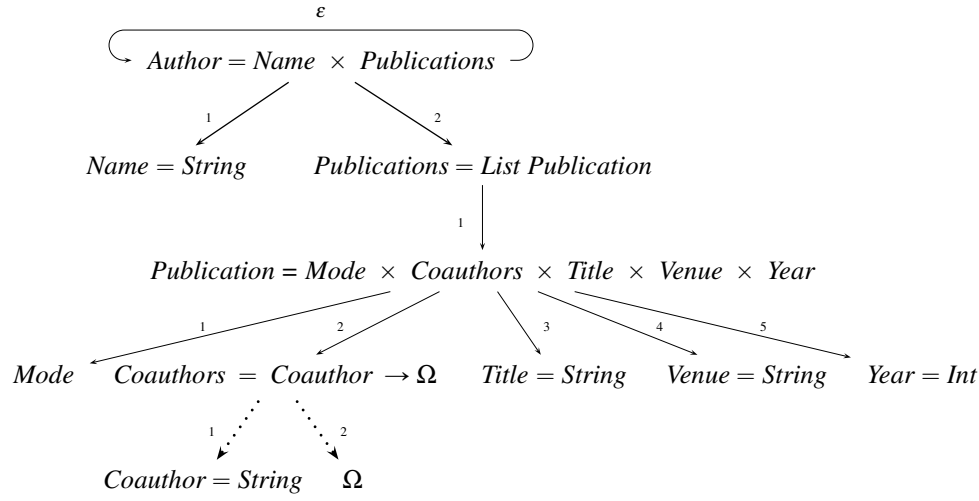 ε
Author = Name × Publications
1 2
Name = String Publications = List Publication
1
Publication = Mode × Coauthors × Title × Venue × Year
1 2 3 4 5
Mode Coauthors = Coauthor → Ω Title = String Venue = String Year = Int
1 2
Coauthor = String Ω